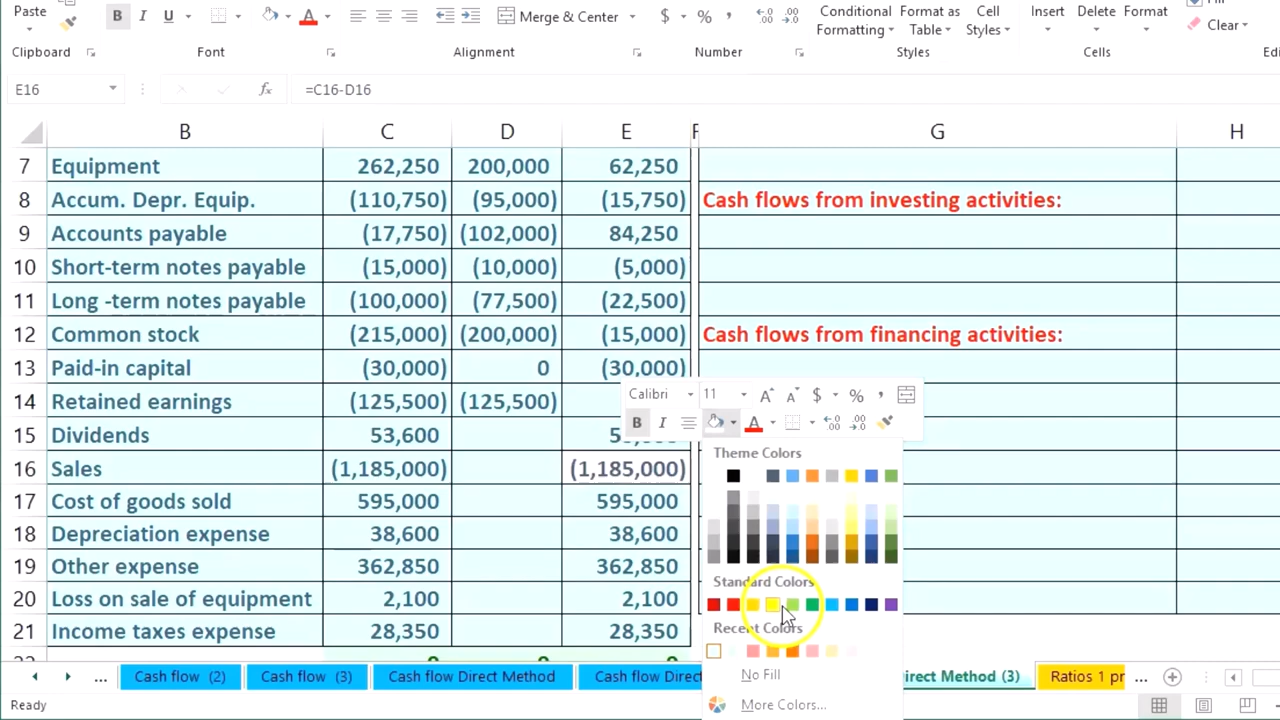 Paste
B I U
Merge & Center
$ % ,
Conditional Formatting
Format as Table
Cell Styles
Insert Delete Format
Clear
Clipboard Font Alignment Number Styles Cells
E16 fx =C16-D16
B C D E F G H
7 Equipment 262,250 200,000 62,250
8 Accum. Depr. Equip. (110,750) (95,000) (15,750) Cash flows from investing activities:
9 Accounts payable (17,750) (102,000) 84,250
10 Short-term notes payable (15,000) (10,000) (5,000)
11 Long -term notes payable (100,000) (77,500) (22,500)
12 Common stock (215,000) (200,000) (15,000) Cash flows from financing activities:
13 Paid-in capital (30,000) 0 (30,000)
Calibri 11 A A $ % ,
14 Retained earnings (125,500) (125,500)
B I A
15 Dividends 53,600
Theme Colors
16 Sales (1,185,000) (1,185,000)
17 Cost of goods sold 595,000 595,000
18 Depreciation expense 38,600 38,600
19 Other expense 362,850 362,850
Standard Colors
20 Loss on sale of equipment 2,100 2,100
Recent Colors
21 Income taxes expense 28,350 28,350
No Fill
More Colors...
... Cash flow (2) Cash flow (3) Cash flow Direct Method Cash flow Direct Method (3) Ratios 1 pr ...
Ready